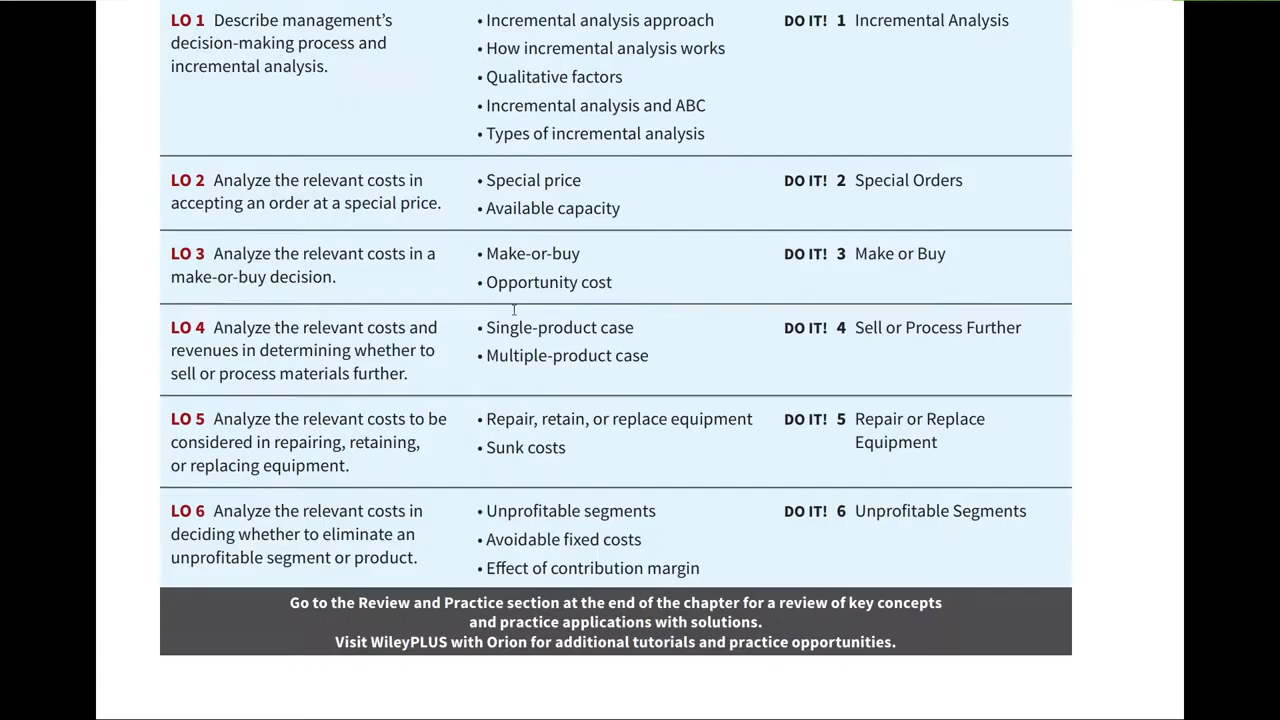 LO 1 Describe management’s
decision-making process and
incremental analysis.
• Incremental analysis approach
• How incremental analysis works
• Qualitative factors
• Incremental analysis and ABC
• Types of incremental analysis
DO IT! 1 Incremental Analysis
LO 2 Analyze the relevant costs in
accepting an order at a special price.
• Special price
• Available capacity
DO IT! 2 Special Orders
LO 3 Analyze the relevant costs in a
make-or-buy decision.
• Make-or-buy
• Opportunity cost
DO IT! 3 Make or Buy
LO 4 Analyze the relevant costs and
revenues in determining whether to
sell or process materials further.
• Single-product case
• Multiple-product case
DO IT! 4 Sell or Process Further
LO 5 Analyze the relevant costs to be
considered in repairing, retaining,
or replacing equipment.
• Repair, retain, or replace equipment
• Sunk costs
DO IT! 5 Repair or Replace
Equipment
LO 6 Analyze the relevant costs in
deciding whether to eliminate an
unprofitable segment or product.
• Unprofitable segments
• Avoidable fixed costs
• Effect of contribution margin
DO IT! 6 Unprofitable Segments
Go to the Review and Practice section at the end of the chapter for a review of key concepts
and practice applications with solutions.
Visit WileyPLUS with Orion for additional tutorials and practice opportunities.